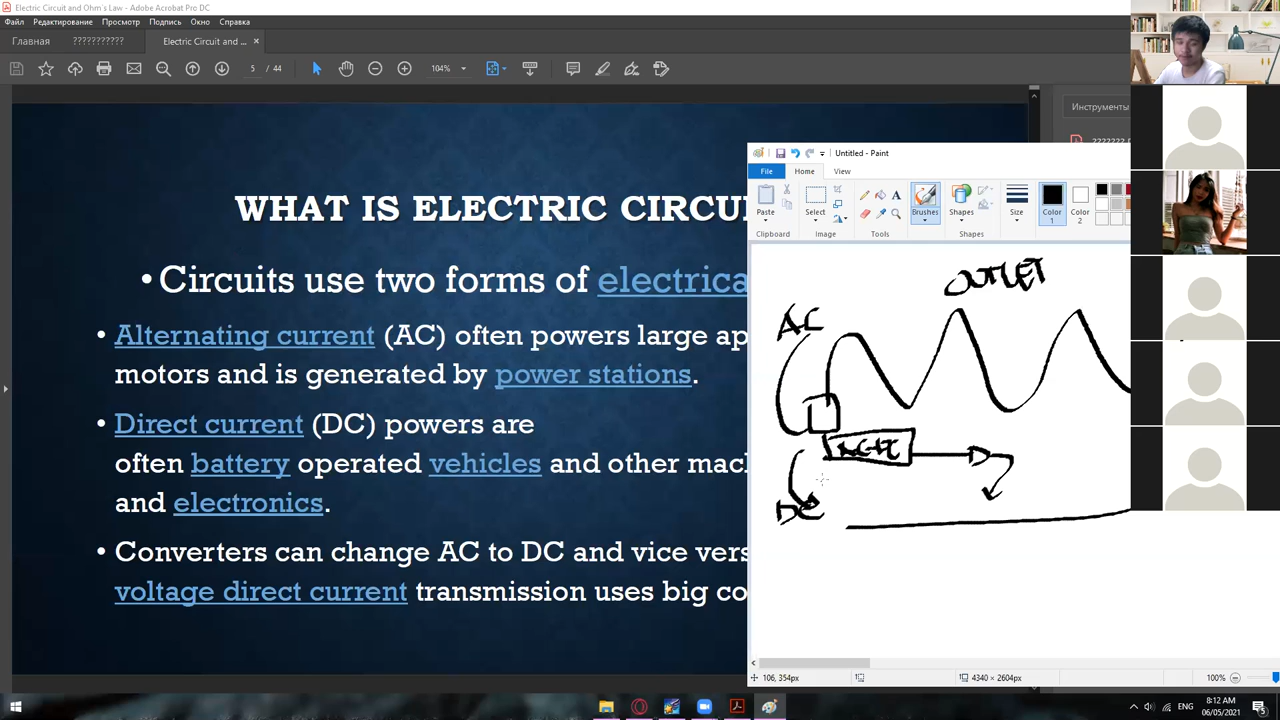 Electric Circuit and Ohm's Law - Adobe Acrobat Pro DC
Файл Редактирование Просмотр Подпись Окно Справка
Главная ??????????? Electric Circuit and ... ×
5 / 44 104%
Инструменты
WHAT IS ELECTRIC CIRCU
•Circuits use two forms of electrica
• Alternating current (AC) often powers large ap
motors and is generated by power stations.
• Direct current (DC) powers are
often battery operated vehicles and other mac
and electronics.
• Converters can change AC to DC and vice vers
voltage direct current transmission uses big co
Untitled - Paint
File Home View
Paste Select Brushes Shapes Size Color 1 Color 2
Clipboard Image Tools Shapes
OUTLET
AC
DC
106, 354px 4340 × 2604px 100%
ENG 8:12 AM
06/05/2021